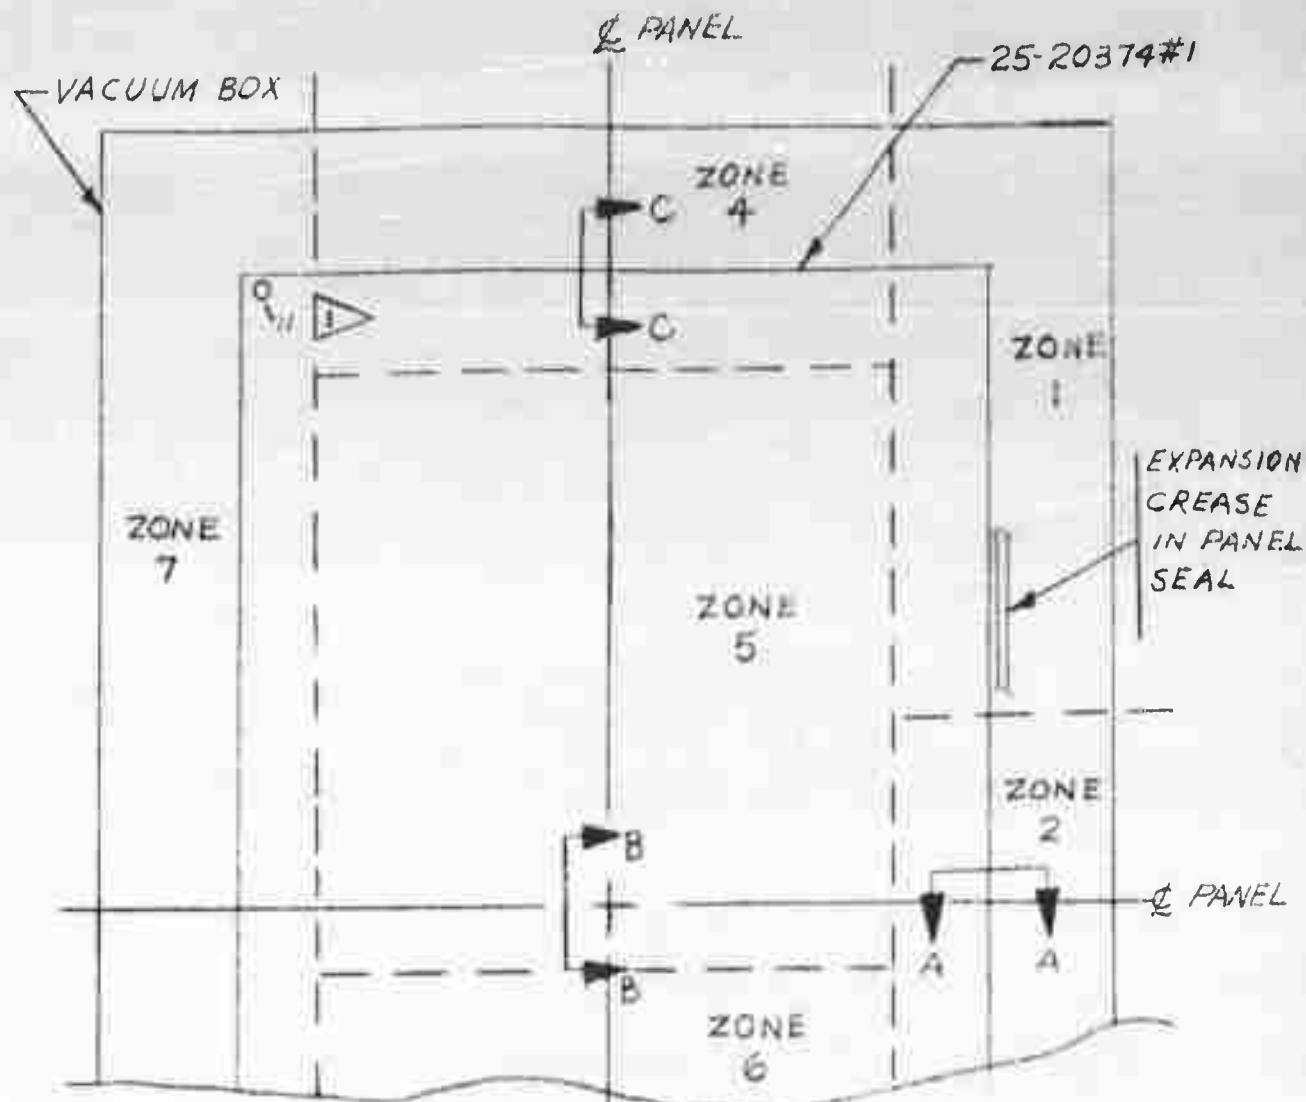 ℄ PANEL
25-20374#1
VACUUM BOX
ZONE
4
C
C
1
ZONE
1
EXPANSION
CREASE
IN PANEL
SEAL
ZONE
7
ZONE
5
ZONE
2
B
℄ PANEL
B
A
A
ZONE
6